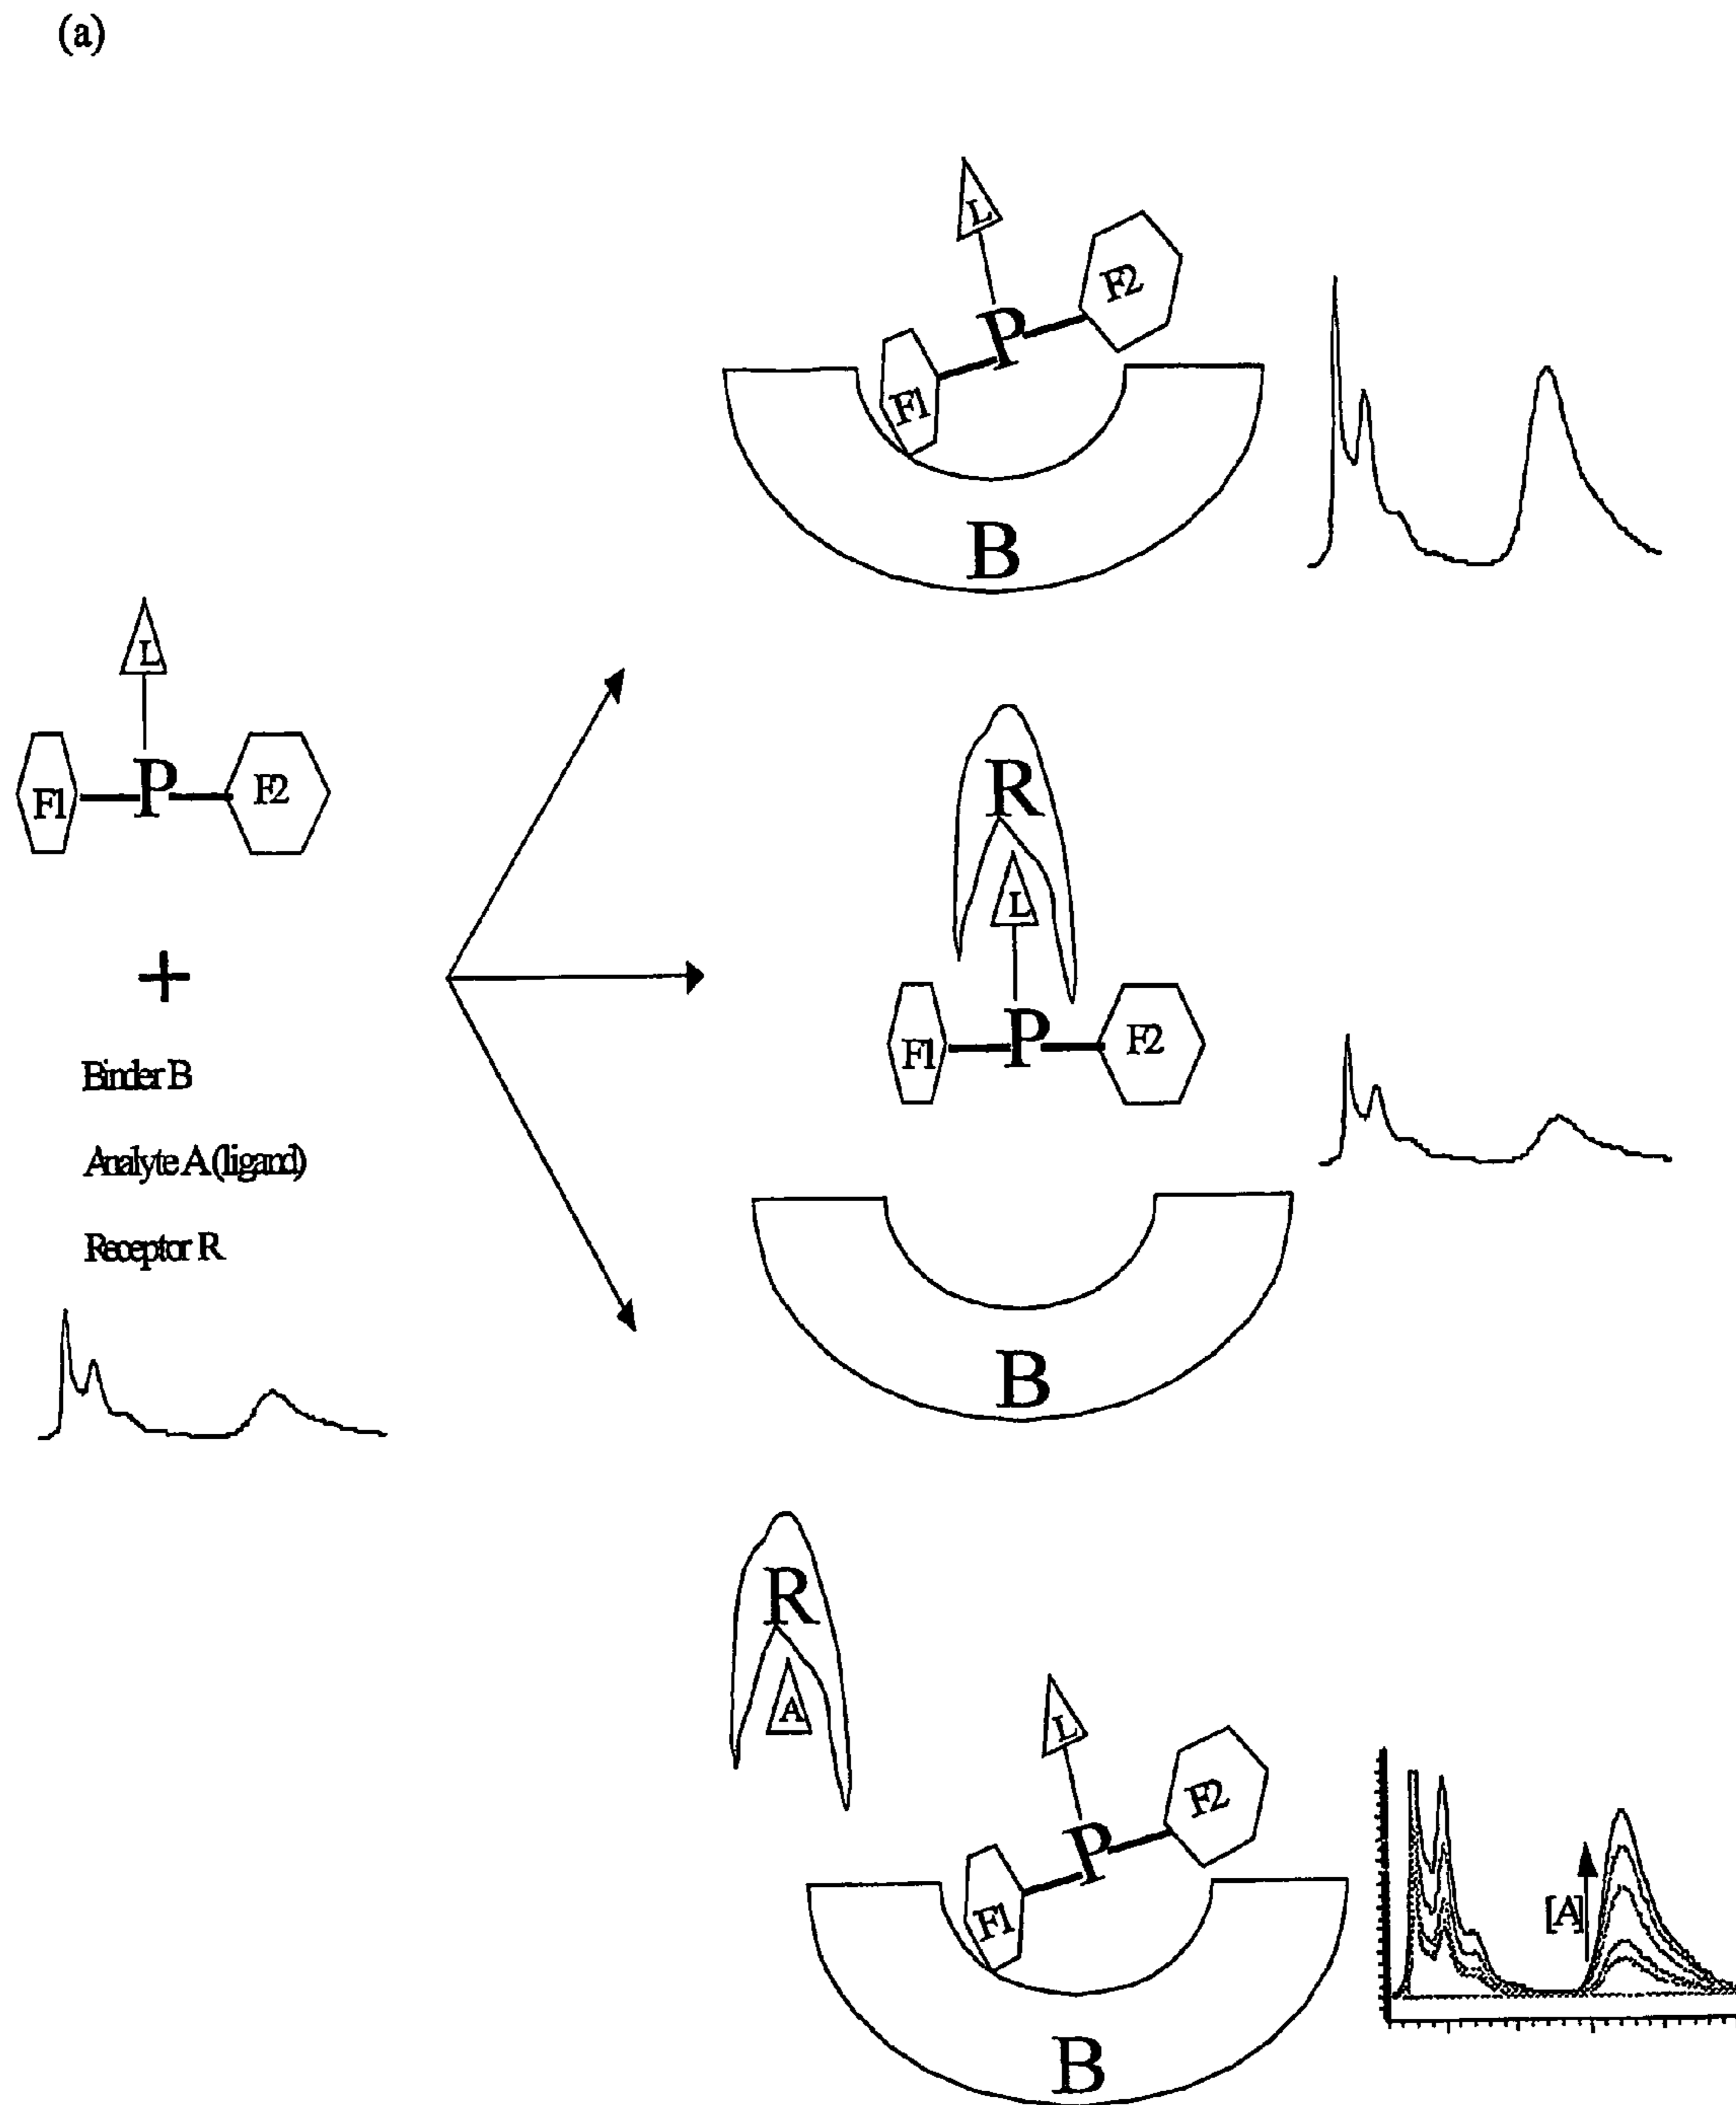 (a)
L
F2
P
F1
B
L
F1 P F2
+
Binder B
Analyte A (ligand)
Receptor R
R
L
F1 P F2
B
R
A
L
F2
P
F1
B
[A]